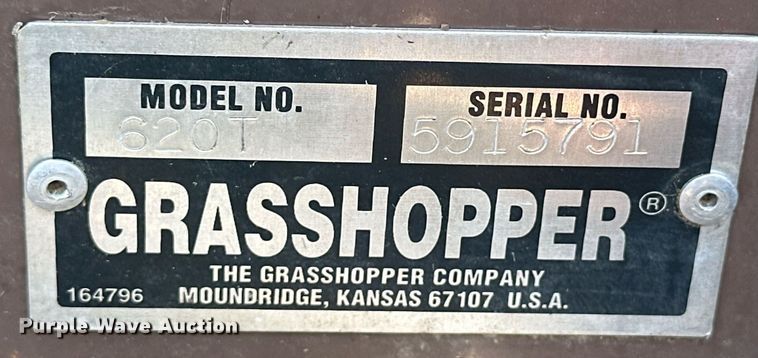 MODEL NO. SERIAL NO.
620T 5915791
GRASSHOPPER®
THE GRASSHOPPER COMPANY
164796 MOUNDRIDGE, KANSAS 67107 U.S.A.
Purple Wave Auction